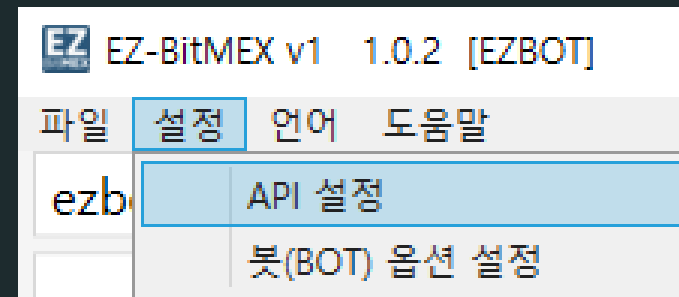 EZ EZ-BitMEX v1 1.0.2 [EZBOT]
파일 설정 언어 도움말
ezb
API 설정
봇(BOT) 옵션 설정